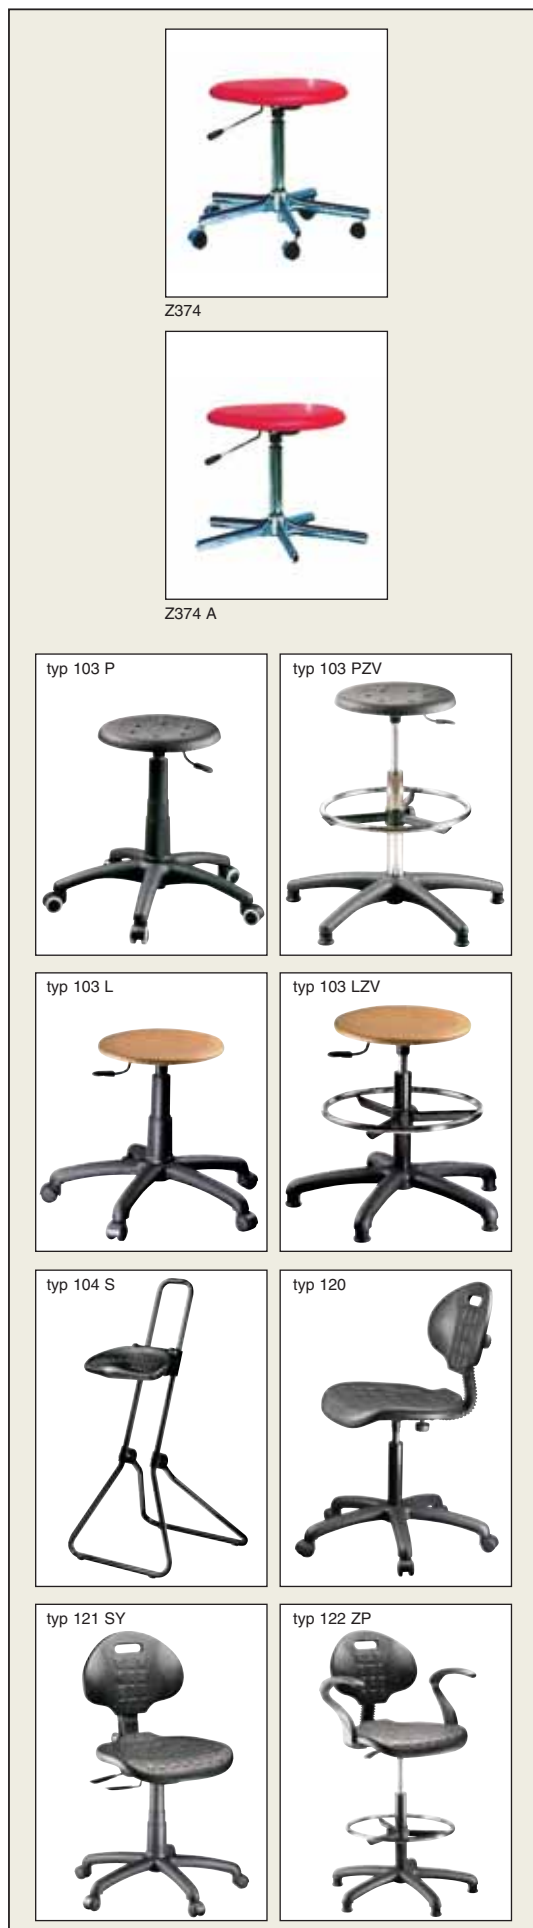 Z374
Z374 A
typ 103 P
typ 103 PZV
typ 103 L
typ 103 LZV
typ 104 S
typ 120
typ 121 SY
typ 122 ZP